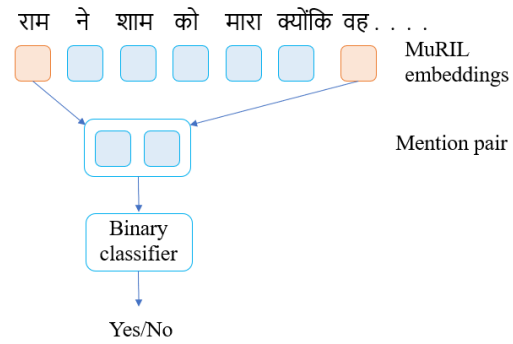 राम ने शाम को मारा क्योंकि वह . . . .
MuRIL
embeddings
Mention pair
Binary
classifier
Yes/No